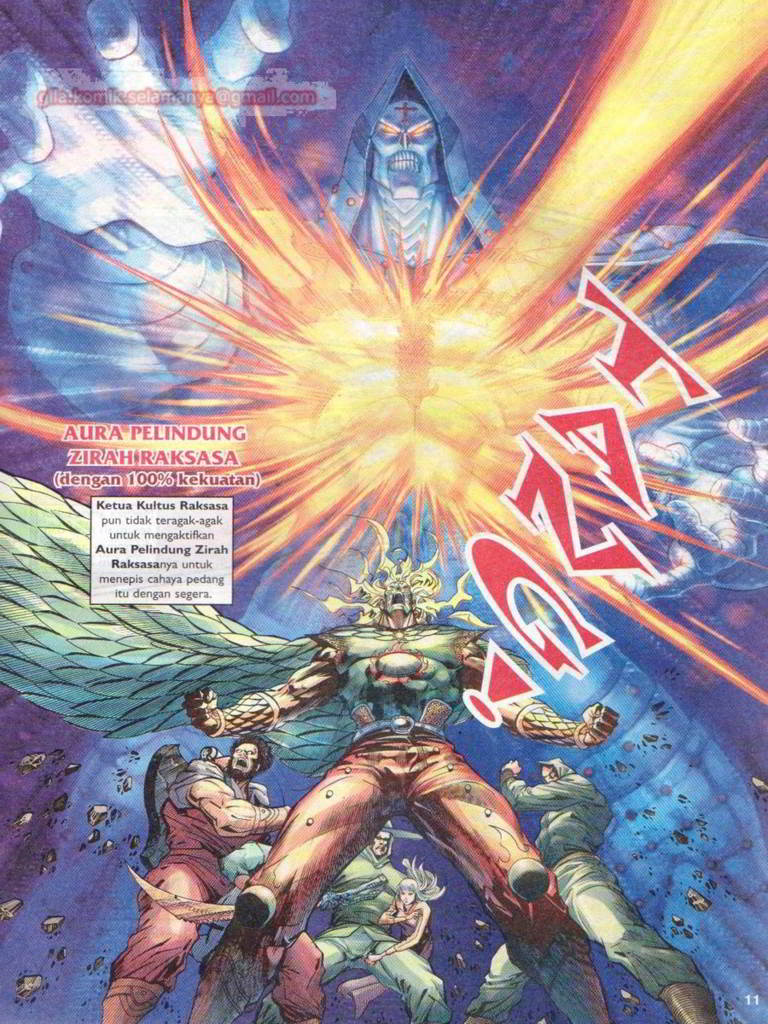 gila.komik.selamanya@gmail.com
AURA PELINDUNG
ZIRAH RAKSASA
(dengan 100% kekuatan)
Ketua Kultus Raksasa
pun tidak teragak-agak
untuk mengaktifkan
Aura Pelindung Zirah
Raksasanya untuk
menepis cahaya pedang
itu dengan segera.
11